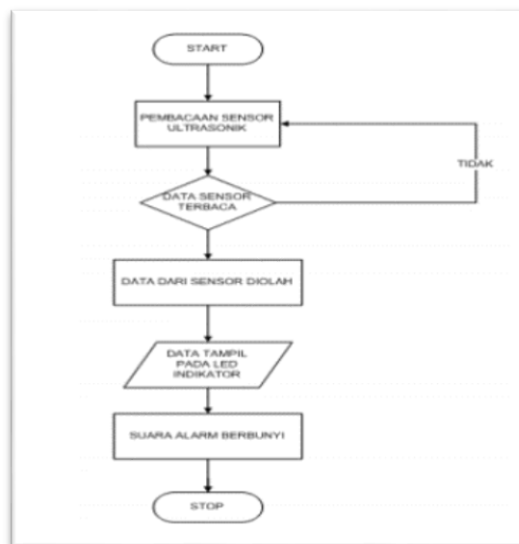 START
PEMBACAAN SENSOR
ULTRASONIK
TIDAK
DATA SENSOR
TERBACA
DATA DARI SENSOR DIOLAH
DATA TAMPIL
PADA LED
INDIKATOR
SUARA ALARM BERBUNYI
STOP